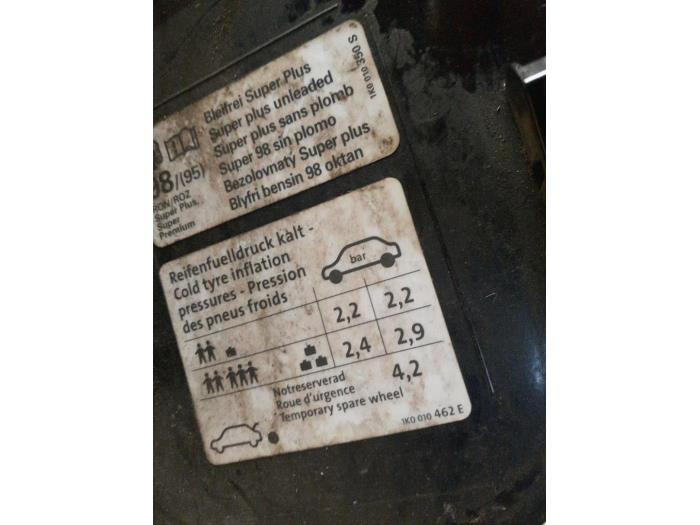 Bleifrei Super Plus
Super plus unleaded
Super plus sans plomb
Super 98 sin plomo
Bezolovnaty Super plus
Blyfri bensin 98 oktan
98/(95)
RON/ROZ
Super Plus,
Super
Premium
1K0 010 350 S
Reifenfuelldruck kalt -
Cold tyre inflation
pressures - Pression
des pneus froids
bar
2,2 2,2
2,4 2,9
Notreserverad
Roue d'urgence
Temporary spare wheel
4,2
1K0 010 462 E